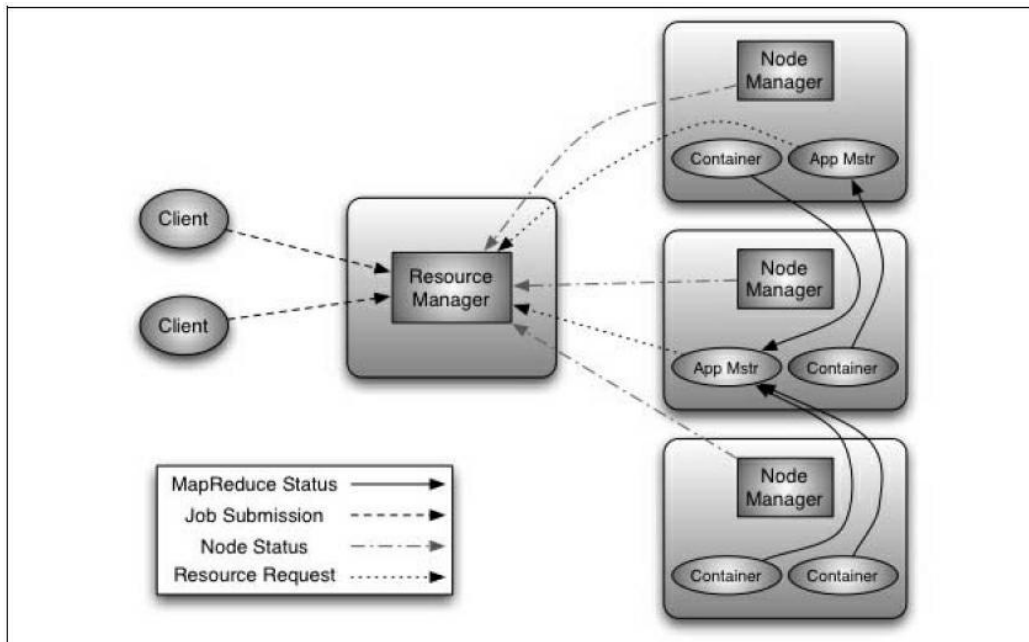 Node
Manager
Container
App Mstr
Client
Client
Resource
Manager
Node
Manager
App Mstr
Container
Node
Manager
Container
Container
MapReduce Status
Job Submission
Node Status
Resource Request